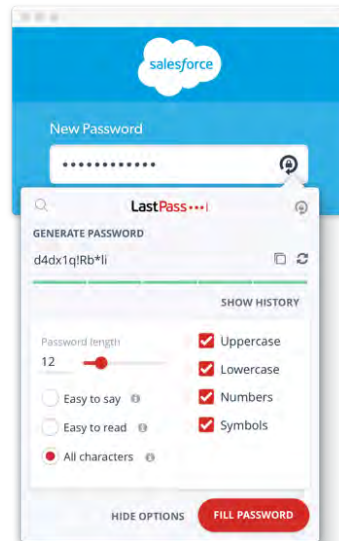 salesforce
New Password
••••••••••••
LastPass•••|
GENERATE PASSWORD
d4dx1q!Rb*li
SHOW HISTORY
Password length
12
Uppercase
Lowercase
Numbers
Symbols
Easy to say
Easy to read
All characters
HIDE OPTIONS
FILL PASSWORD